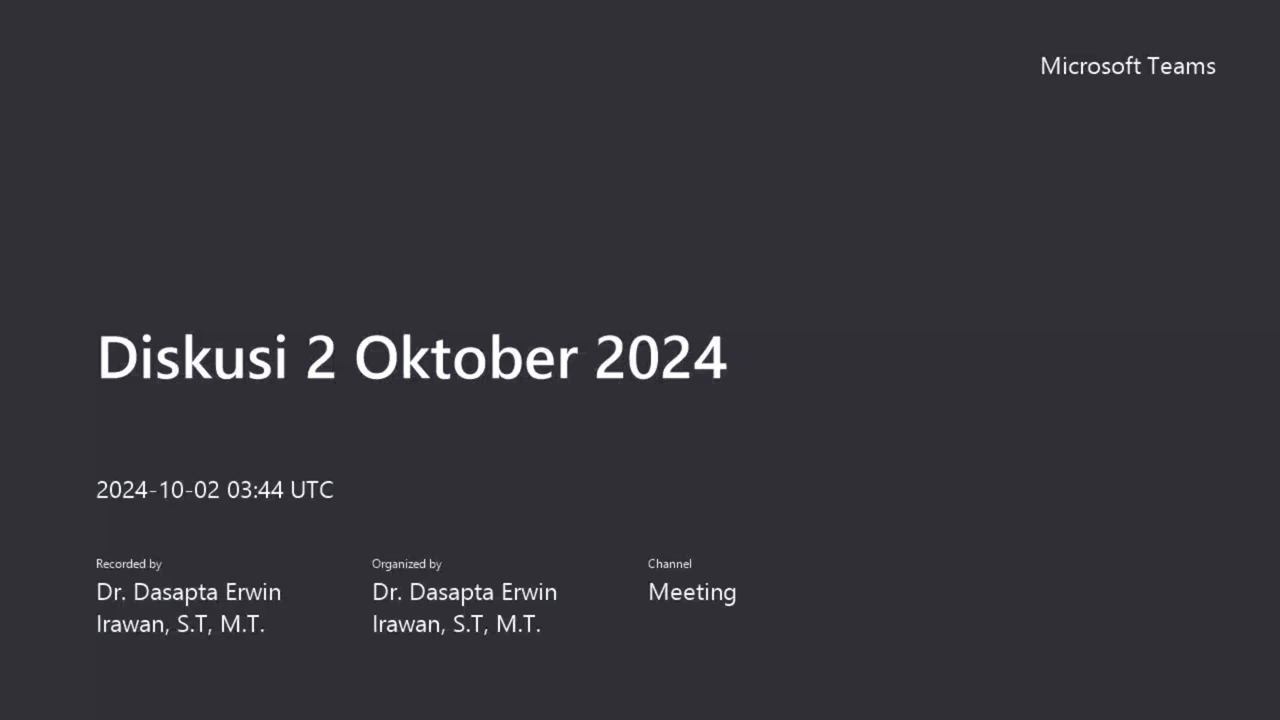 Microsoft Teams
Diskusi 2 Oktober 2024
2024-10-02 03:44 UTC
Recorded by
Dr. Dasapta Erwin
Irawan, S.T, M.T.
Organized by
Dr. Dasapta Erwin
Irawan, S.T, M.T.
Channel
Meeting